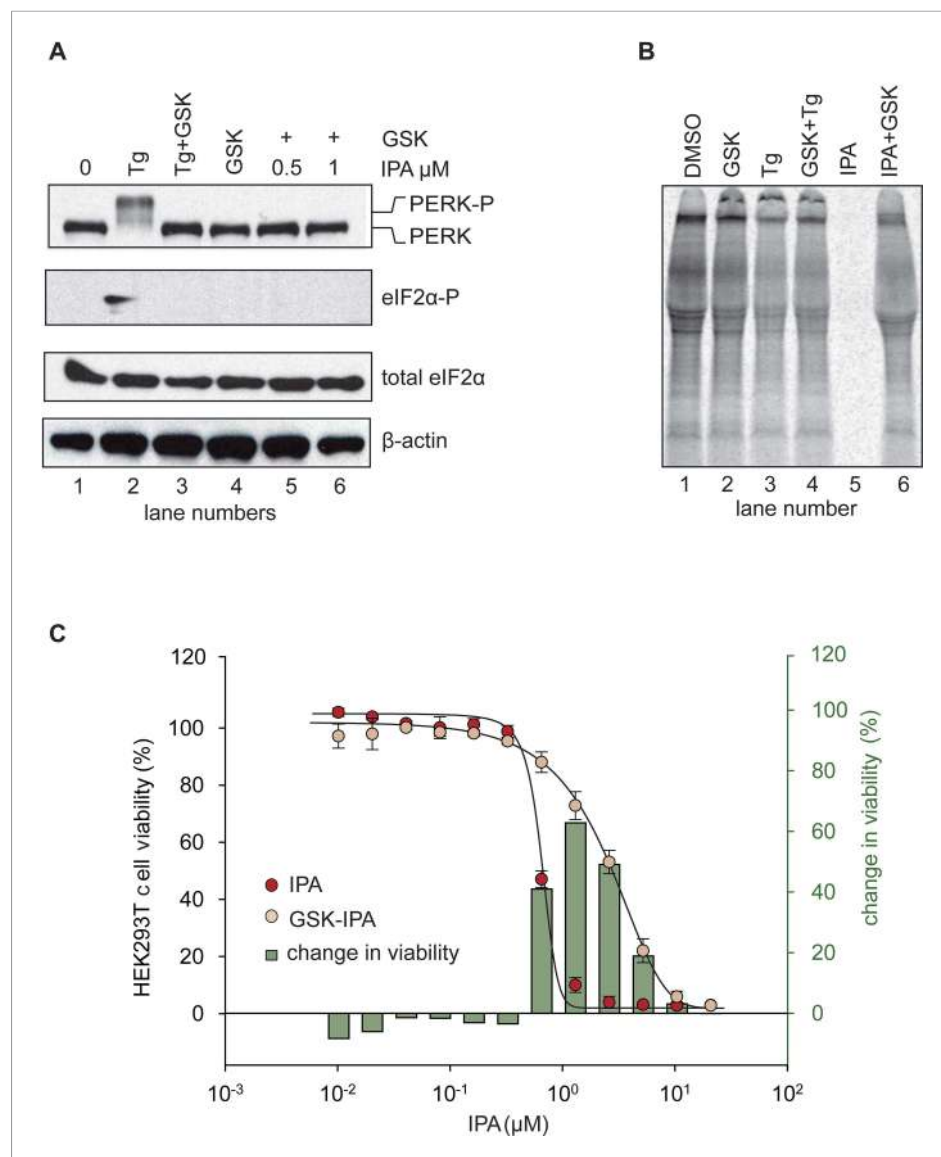 A
0 Tg Tg+GSK GSK + + GSK
0.5 1 IPA µM
PERK-P
PERK
eIF2α-P
total eIF2α
β-actin
1 2 3 4 5 6
lane numbers
B
DMSO GSK Tg GSK+Tg IPA IPA+GSK
1 2 3 4 5 6
lane number
C
120 120
100 100
80 80
60 60
40 40
20 20
0 0
HEK293T cell viability (%)
change in viability (%)
IPA
GSK-IPA
change in viability
10⁻³ 10⁻² 10⁻¹ 10⁰ 10¹ 10²
IPA (µM)